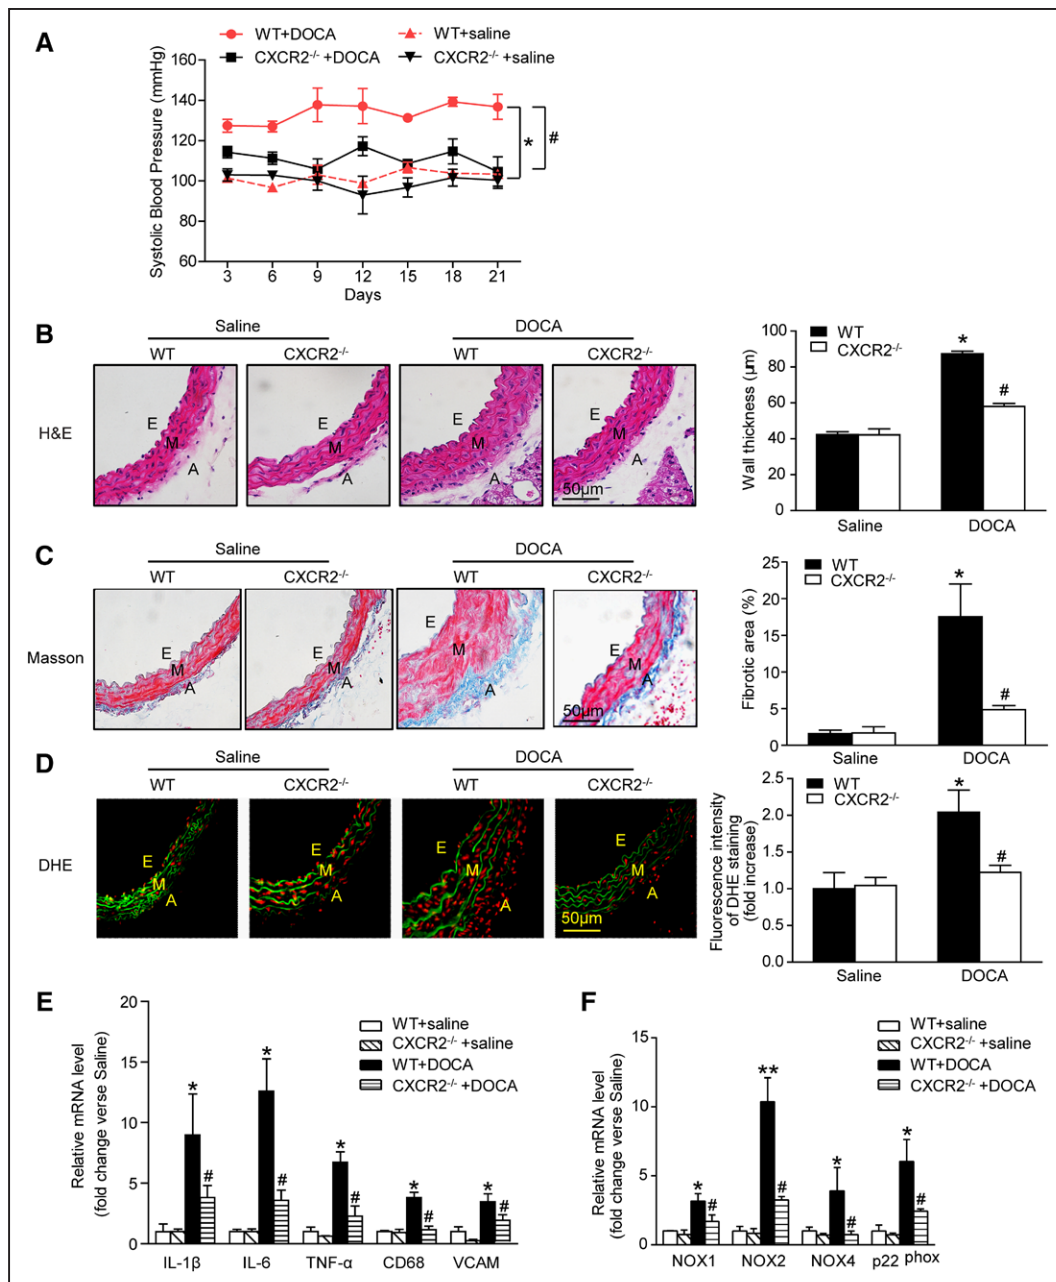 A
WT+DOCA
WT+saline
CXCR2-/- +DOCA
CXCR2-/- +saline
Systolic Blood Pressure (mmHg)
160
140
120
100
80
60
*
#
3 6 9 12 15 18 21
Days
B
Saline DOCA
WT CXCR2-/- WT CXCR2-/-
H&E
E M A
E M A
E M A
E M A
50µm
WT
CXCR2-/-
Wall thickness (µm)
100
80
60
40
20
0
*
#
Saline DOCA
C
Saline DOCA
WT CXCR2-/- WT CXCR2-/-
Masson
E M A
E M A
E M A
E M A
50µm
50µm
WT
CXCR2-/-
Fibrotic area (%)
25
20
15
10
5
0
*
#
Saline DOCA
D
Saline DOCA
WT CXCR2-/- WT CXCR2-/-
DHE
E M A
E M A
E M A
E M A
50µm
WT
CXCR2-/-
Fluorescence intensity
of DHE staining
(fold increase)
2.5
2.0
1.5
1.0
0.5
0.0
*
#
Saline DOCA
E
WT+saline
CXCR2-/- +saline
WT+DOCA
CXCR2-/- +DOCA
Relative mRNA level
(fold change verse Saline)
20
15
10
5
0
* # * # * # * # * #
IL-1β IL-6 TNF-α CD68 VCAM
F
WT+saline
CXCR2-/- +saline
WT+DOCA
CXCR2-/- +DOCA
Relative mRNA level
(fold change verse Saline)
15
10
5
0
* # ** # * # * #
NOX1 NOX2 NOX4 p22 phox